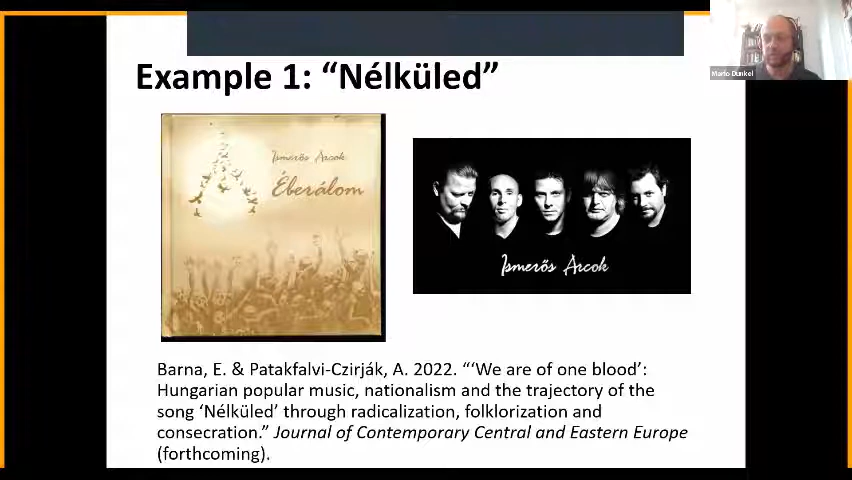 Mario Dunkel
Example 1: “Nélküled”
Ismerős Arcok
Éberálom
Ismerős Arcok
Barna, E. & Patakfalvi-Czirják, A. 2022. “‘We are of one blood’:
Hungarian popular music, nationalism and the trajectory of the
song ‘Nélküled’ through radicalization, folklorization and
consecration.” Journal of Contemporary Central and Eastern Europe
(forthcoming).